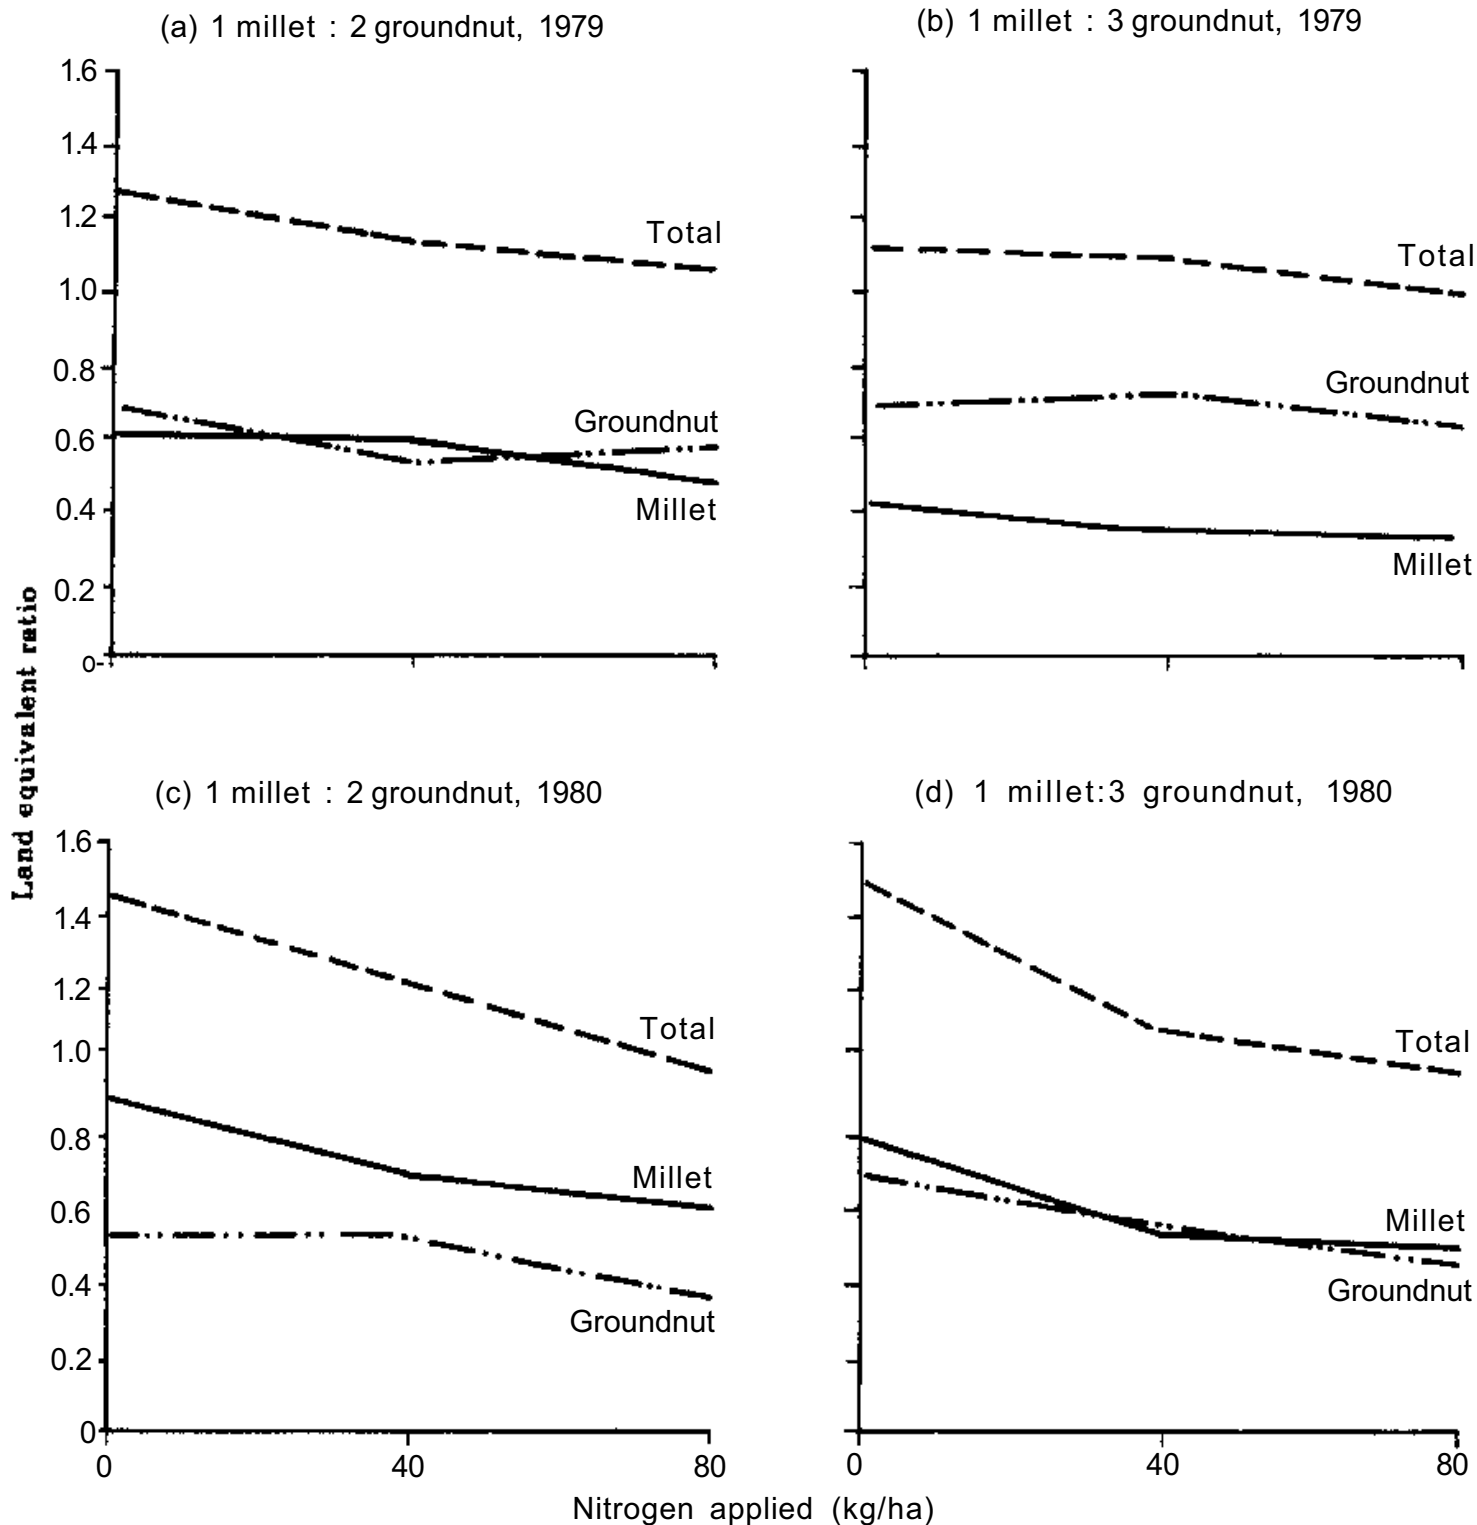 (a) 1 millet : 2 groundnut, 1979
(b) 1 millet : 3 groundnut, 1979
1.6
1.4
1.2
1.0
0.8
0.6
0.4
0.2
0
Total
Groundnut
Millet
Total
Groundnut
Millet
Land equivalent ratio
(c) 1 millet : 2 groundnut, 1980
(d) 1 millet:3 groundnut, 1980
1.6
1.4
1.2
1.0
0.8
0.6
0.4
0.2
0
Total
Millet
Groundnut
Total
Millet
Groundnut
0 40 80
0 40 80
Nitrogen applied (kg/ha)